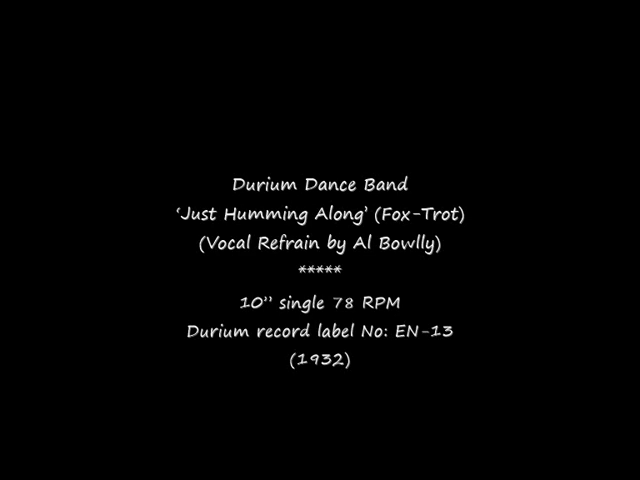 Durium Dance Band
‘Just Humming Along’ (Fox-Trot)
(Vocal Refrain by Al Bowlly)
*****
10” single 78 RPM
Durium record label No: EN-13
(1932)